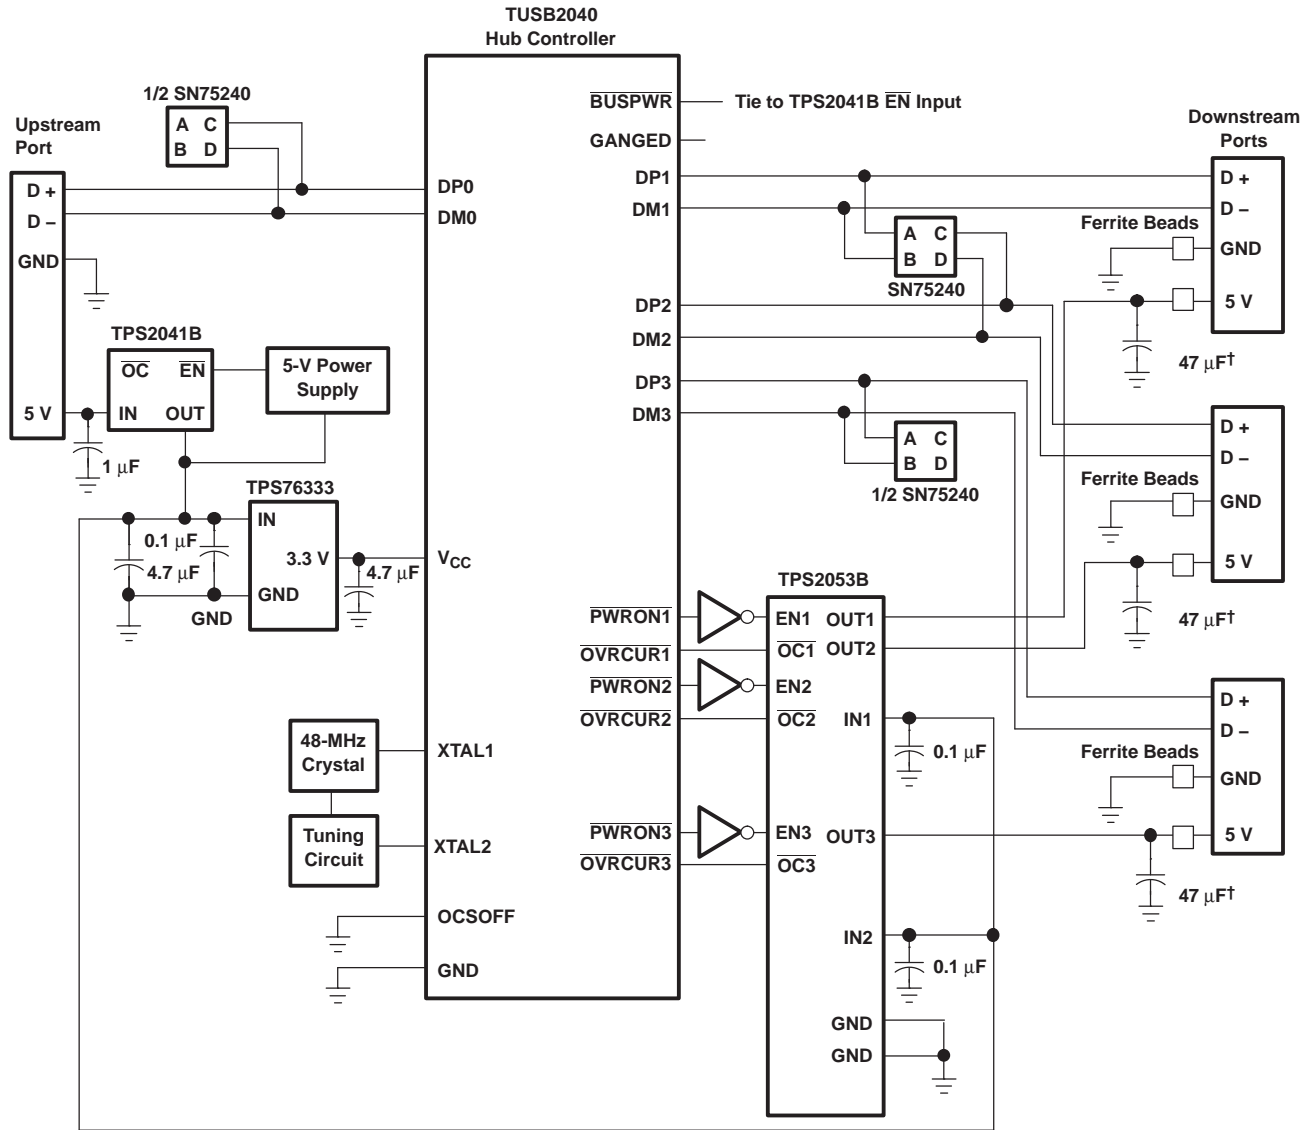 TUSB2040
Hub Controller
1/2 SN75240
A C
B D
Upstream
Port
D +
D –
GND
5 V
BUSPWR
Tie to TPS2041B EN Input
GANGED
DP0
DM0
DP1
DM1
Downstream
Ports
D +
D –
Ferrite Beads
GND
5 V
47 µF†
A C
B D
SN75240
DP2
DM2
DP3
DM3
TPS2041B
OC EN
IN OUT
5-V Power
Supply
1 µF
A C
B D
1/2 SN75240
D +
D –
Ferrite Beads
GND
5 V
47 µF†
TPS76333
IN
3.3 V
GND
0.1 µF
4.7 µF
GND
4.7 µF
VCC
TPS2053B
PWRON1
EN1
OUT1
OVRCUR1
OC1
OUT2
PWRON2
EN2
OVRCUR2
OC2
IN1
0.1 µF
D +
D –
Ferrite Beads
GND
5 V
47 µF†
48-MHz
Crystal
XTAL1
Tuning
Circuit
XTAL2
PWRON3
EN3
OUT3
OVRCUR3
OC3
OCSOFF
GND
IN2
0.1 µF
GND
GND